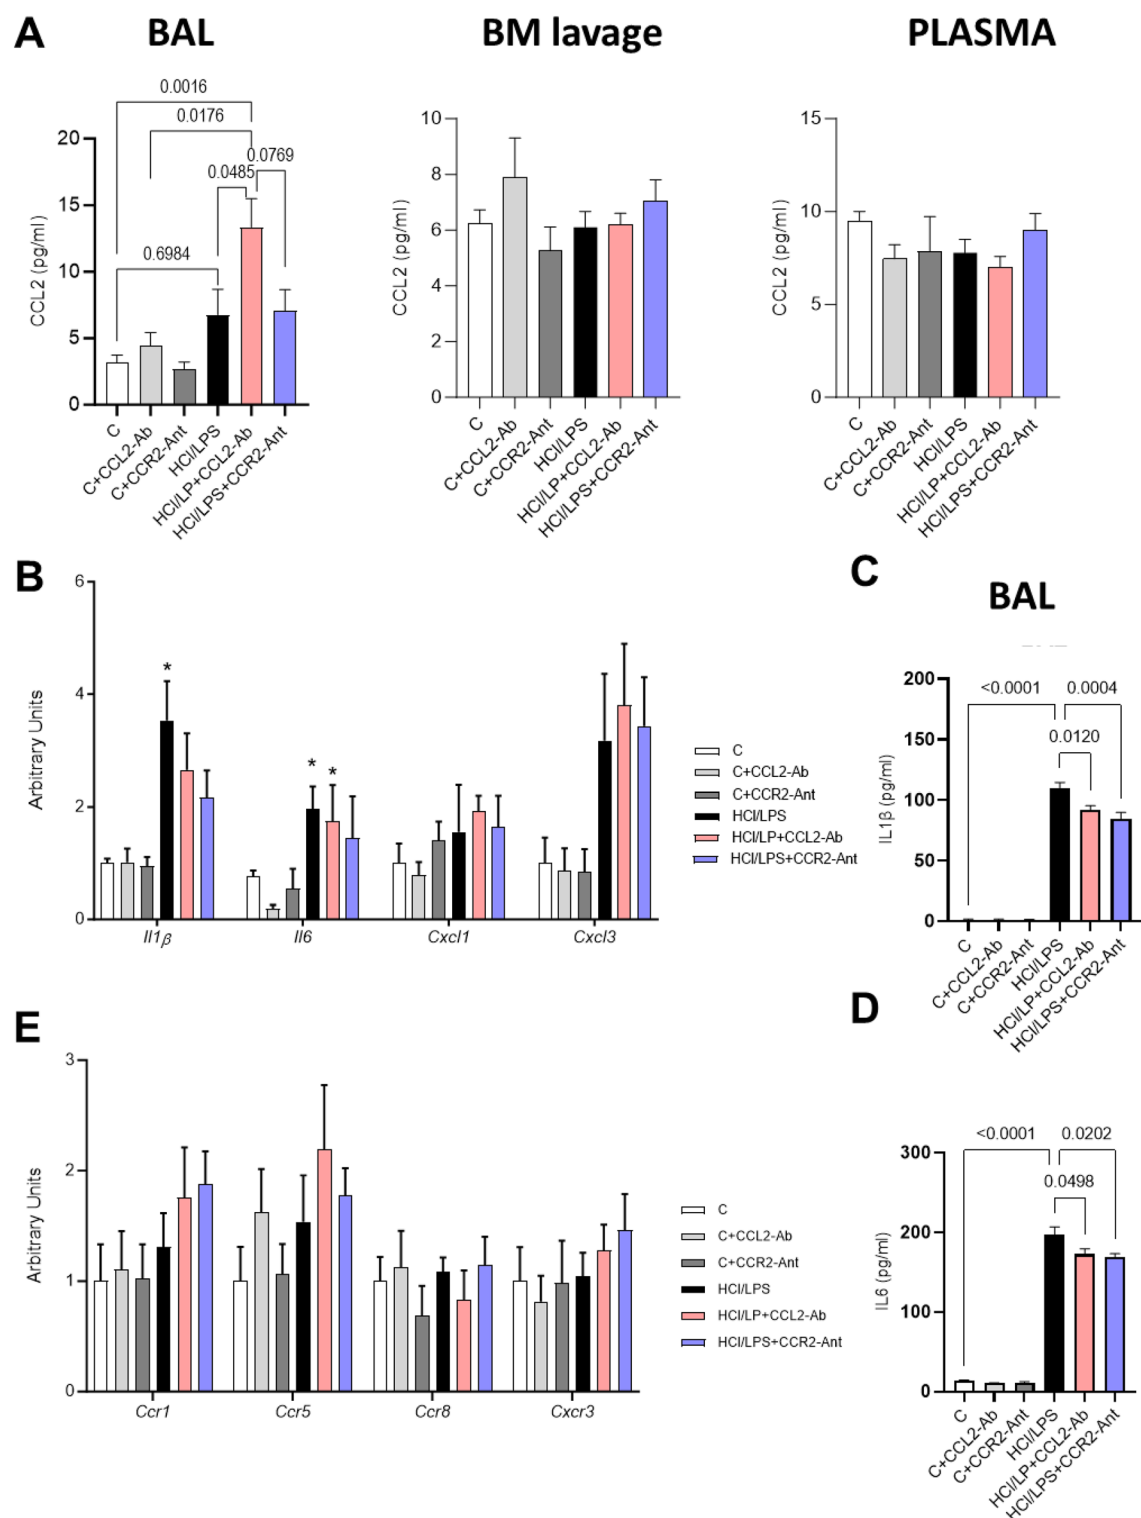 A
BAL
BM lavage
PLASMA
0.0016
0.0176
0.0769
0.0485
0.6984
20
15
10
5
0
CCL2 (pg/ml)
C
C+CCL2-Ab
C+CCR2-Ant
HCl/LPS
HCl/LP+CCL2-Ab
HCl/LPS+CCR2-Ant
10
8
6
4
2
0
CCL2 (pg/ml)
C
C+CCL2-Ab
C+CCR2-Ant
HCl/LPS
HCl/LP+CCL2-Ab
HCl/LPS+CCR2-Ant
15
10
5
0
CCL2 (pg/ml)
C
C+CCL2-Ab
C+CCR2-Ant
HCl/LPS
HCl/LP+CCL2-Ab
HCl/LPS+CCR2-Ant
B
6
4
2
0
Arbitrary Units
*
*
*
Il1β
Il6
Cxcl1
Cxcl3
C
C+CCL2-Ab
C+CCR2-Ant
HCl/LPS
HCl/LP+CCL2-Ab
HCl/LPS+CCR2-Ant
C
BAL
<0.0001
0.0004
0.0120
200
150
100
50
0
IL1β (pg/ml)
C
C+CCL2-Ab
C+CCR2-Ant
HCl/LPS
HCl/LP+CCL2-Ab
HCl/LPS+CCR2-Ant
E
3
2
1
0
Arbitrary Units
Ccr1
Ccr5
Ccr8
Cxcr3
C
C+CCL2-Ab
C+CCR2-Ant
HCl/LPS
HCl/LP+CCL2-Ab
HCl/LPS+CCR2-Ant
D
<0.0001
0.0202
0.0498
300
200
100
0
IL6 (pg/ml)
C
C+CCL2-Ab
C+CCR2-Ant
HCl/LPS
HCl/LP+CCL2-Ab
HCl/LPS+CCR2-Ant